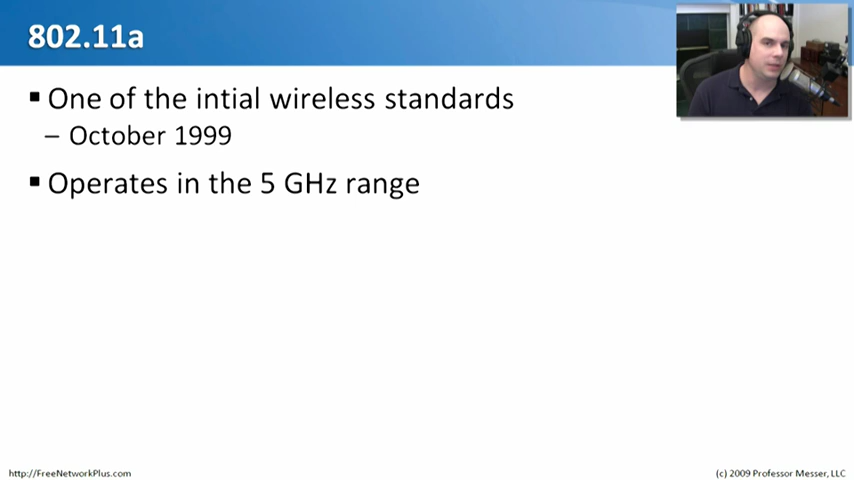 802.11a
▪ One of the intial wireless standards
– October 1999
▪ Operates in the 5 GHz range
http://FreeNetworkPlus.com
(c) 2009 Professor Messer, LLC